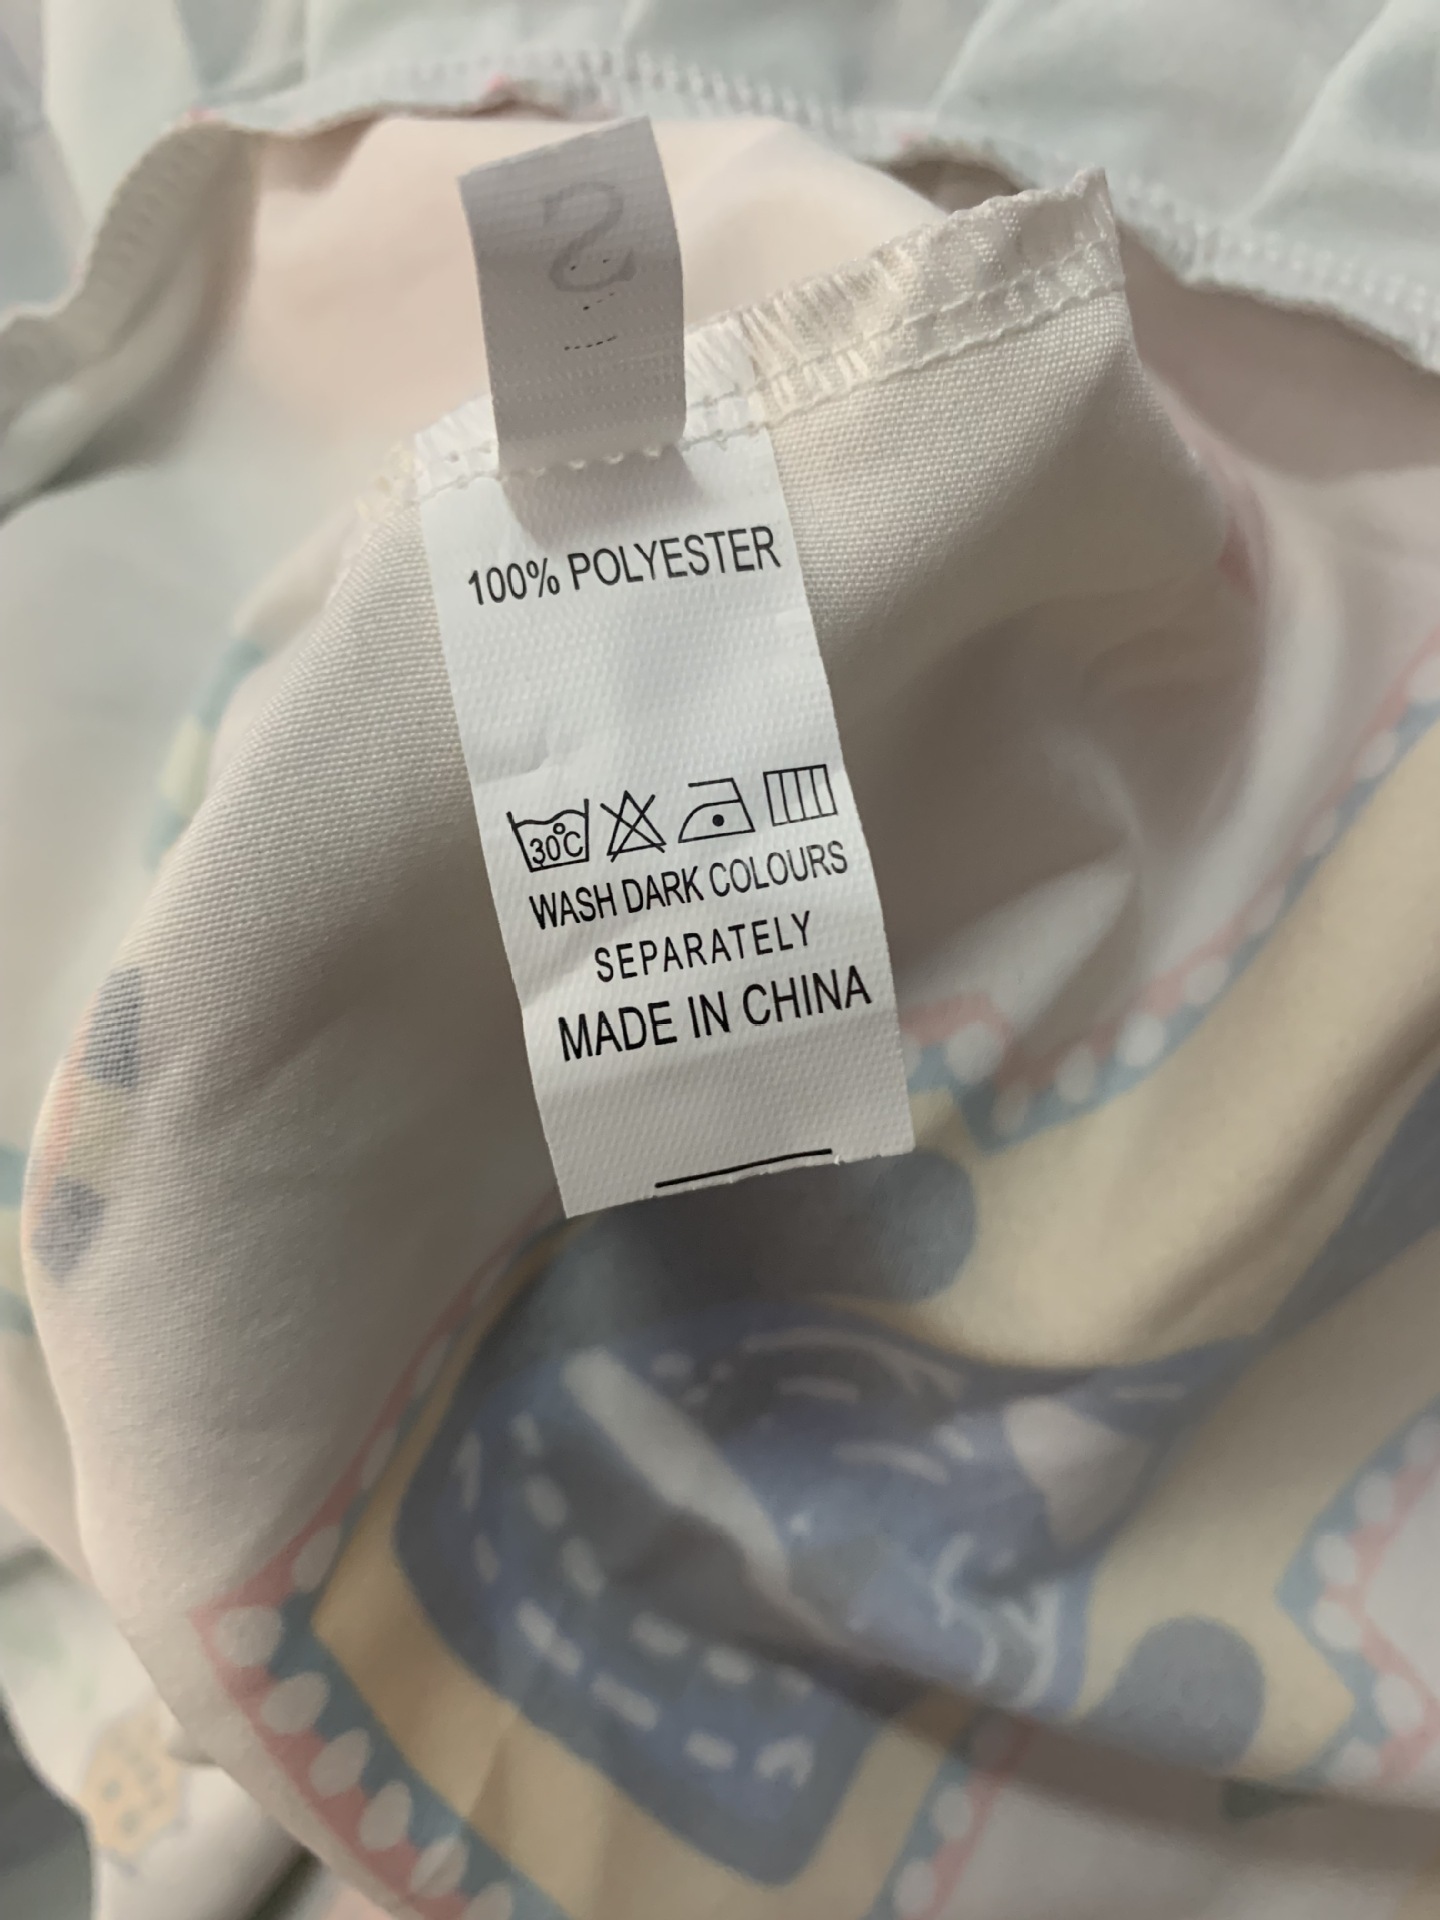 S
100% POLYESTER
30°C
WASH DARK COLOURS
SEPARATELY
MADE IN CHINA